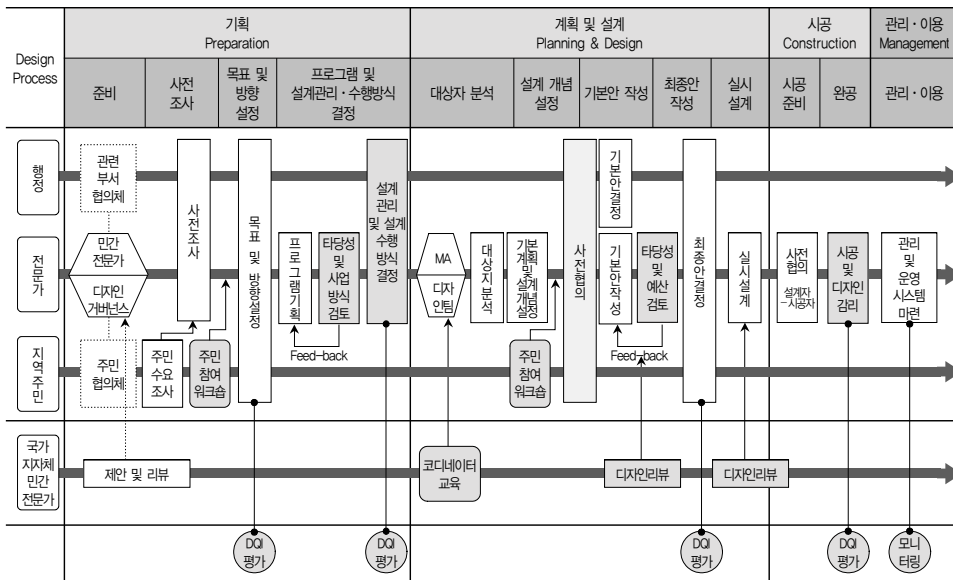 Design
Process
기획
Preparation
계획 및 설계
Planning & Design
시공
Construction
관리·이용
Management
준비
사전
조사
목표 및
방향
설정
프로그램 및
설계관리·수행방식
결정
대상자 분석
설계 개념
설정
기본안 작성
최종안
작성
실시
설계
시공
준비
완공
관리·이용
행정
관련
부서
협의체
사전조사
목표 및 방향설정
설계
관리
및 설계
수행
방식
결정
사전협의
기본안결정
최종안결정
전문가
민간
전문가
디자인
거버넌스
프로그램기획
타당성
및
사업
방식
검토
Feed-back
MA
디자
인팀
대상지분석
기본
계획
및설계
개념
설정
기본안작성
타당성
및
예산
검토
Feed-back
실시설계
사전
협의
설계자
-시공자
시공
및
디자인
감리
관리
및
운영
시스템
마련
지역주민
주민
협의체
주민
수요
조사
주민
참여
워크숍
주민
참여
워크숍
국가
지자체
민간
전문가
제안 및 리뷰
코디네이터
교육
디자인리뷰
디자인리뷰
DQI
평가
DQI
평가
DQI
평가
DQI
평가
모니
터링